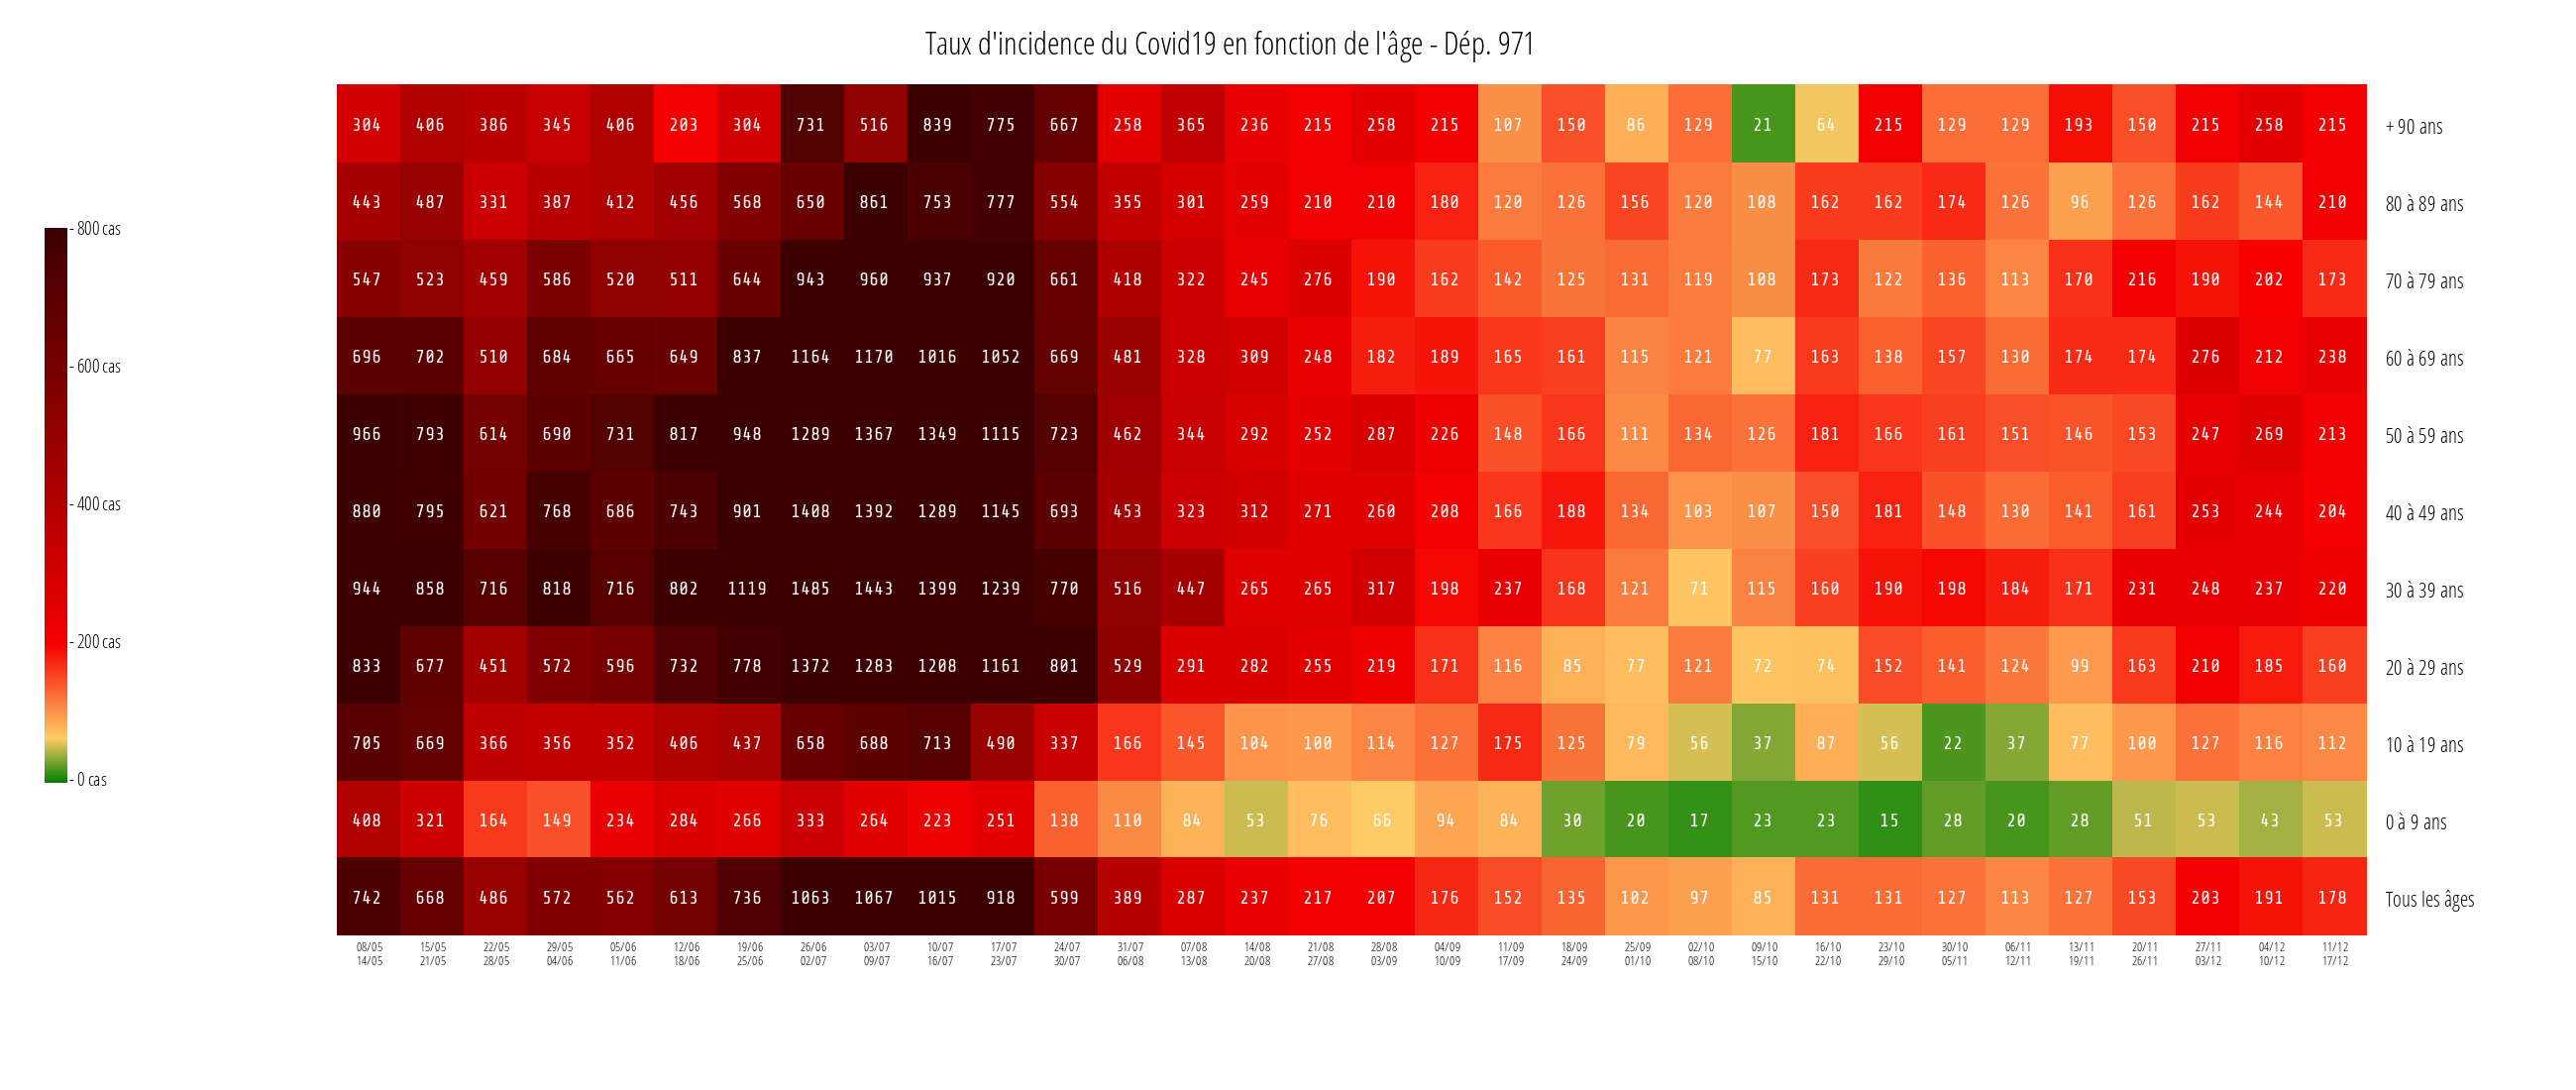 Taux d'incidence du Covid19 en fonction de l'âge - Dép. 971
304 406 386 345 406 203 304 731 516 839 775 667 258 365 236 215 258 215 107 150 86 129 21 64 215 129 129 193 150 215 258 215 + 90 ans
443 487 331 387 412 456 568 650 861 753 777 554 355 301 259 210 210 180 120 126 156 120 108 162 162 174 126 96 126 162 144 210 80 à 89 ans
- 800 cas
547 523 459 586 520 511 644 943 960 937 920 661 418 322 245 276 190 162 142 125 131 119 108 173 122 136 113 170 216 190 202 173 70 à 79 ans
696 702 510 684 665 649 837 1164 1170 1016 1052 669 481 328 309 248 182 189 165 161 115 121 77 163 138 157 130 174 174 276 212 238 60 à 69 ans
- 600 cas
966 793 614 690 731 817 948 1289 1367 1349 1115 723 462 344 292 252 287 226 148 166 111 134 126 181 166 161 151 146 153 247 269 213 50 à 59 ans
- 400 cas
880 795 621 768 686 743 901 1408 1392 1289 1145 693 453 323 312 271 260 208 166 188 134 103 107 150 181 148 130 141 161 253 244 204 40 à 49 ans
944 858 716 818 716 802 1119 1485 1443 1399 1239 770 516 447 265 265 317 198 237 168 121 71 115 160 190 198 184 171 231 248 237 220 30 à 39 ans
- 200 cas
833 677 451 572 596 732 778 1372 1283 1208 1161 801 529 291 282 255 219 171 116 85 77 121 72 74 152 141 124 99 163 210 185 160 20 à 29 ans
705 669 366 356 352 406 437 658 688 713 490 337 166 145 104 100 114 127 175 125 79 56 37 87 56 22 37 77 100 127 116 112 10 à 19 ans
- 0 cas
408 321 164 149 234 284 266 333 264 223 251 138 110 84 53 76 66 94 84 30 20 17 23 23 15 28 20 28 51 53 43 53 0 à 9 ans
742 668 486 572 562 613 736 1063 1067 1015 918 599 389 287 237 217 207 176 152 135 102 97 85 131 131 127 113 127 153 203 191 178 Tous les âges
08/05 15/05 22/05 29/05 05/06 12/06 19/06 26/06 03/07 10/07 17/07 24/07 31/07 07/08 14/08 21/08 28/08 04/09 11/09 18/09 25/09 02/10 09/10 16/10 23/10 30/10 06/11 13/11 20/11 27/11 04/12 11/12
14/05 21/05 28/05 04/06 11/06 18/06 25/06 02/07 09/07 16/07 23/07 30/07 06/08 13/08 20/08 27/08 03/09 10/09 17/09 24/09 01/10 08/10 15/10 22/10 29/10 05/11 12/11 19/11 26/11 03/12 10/12 17/12